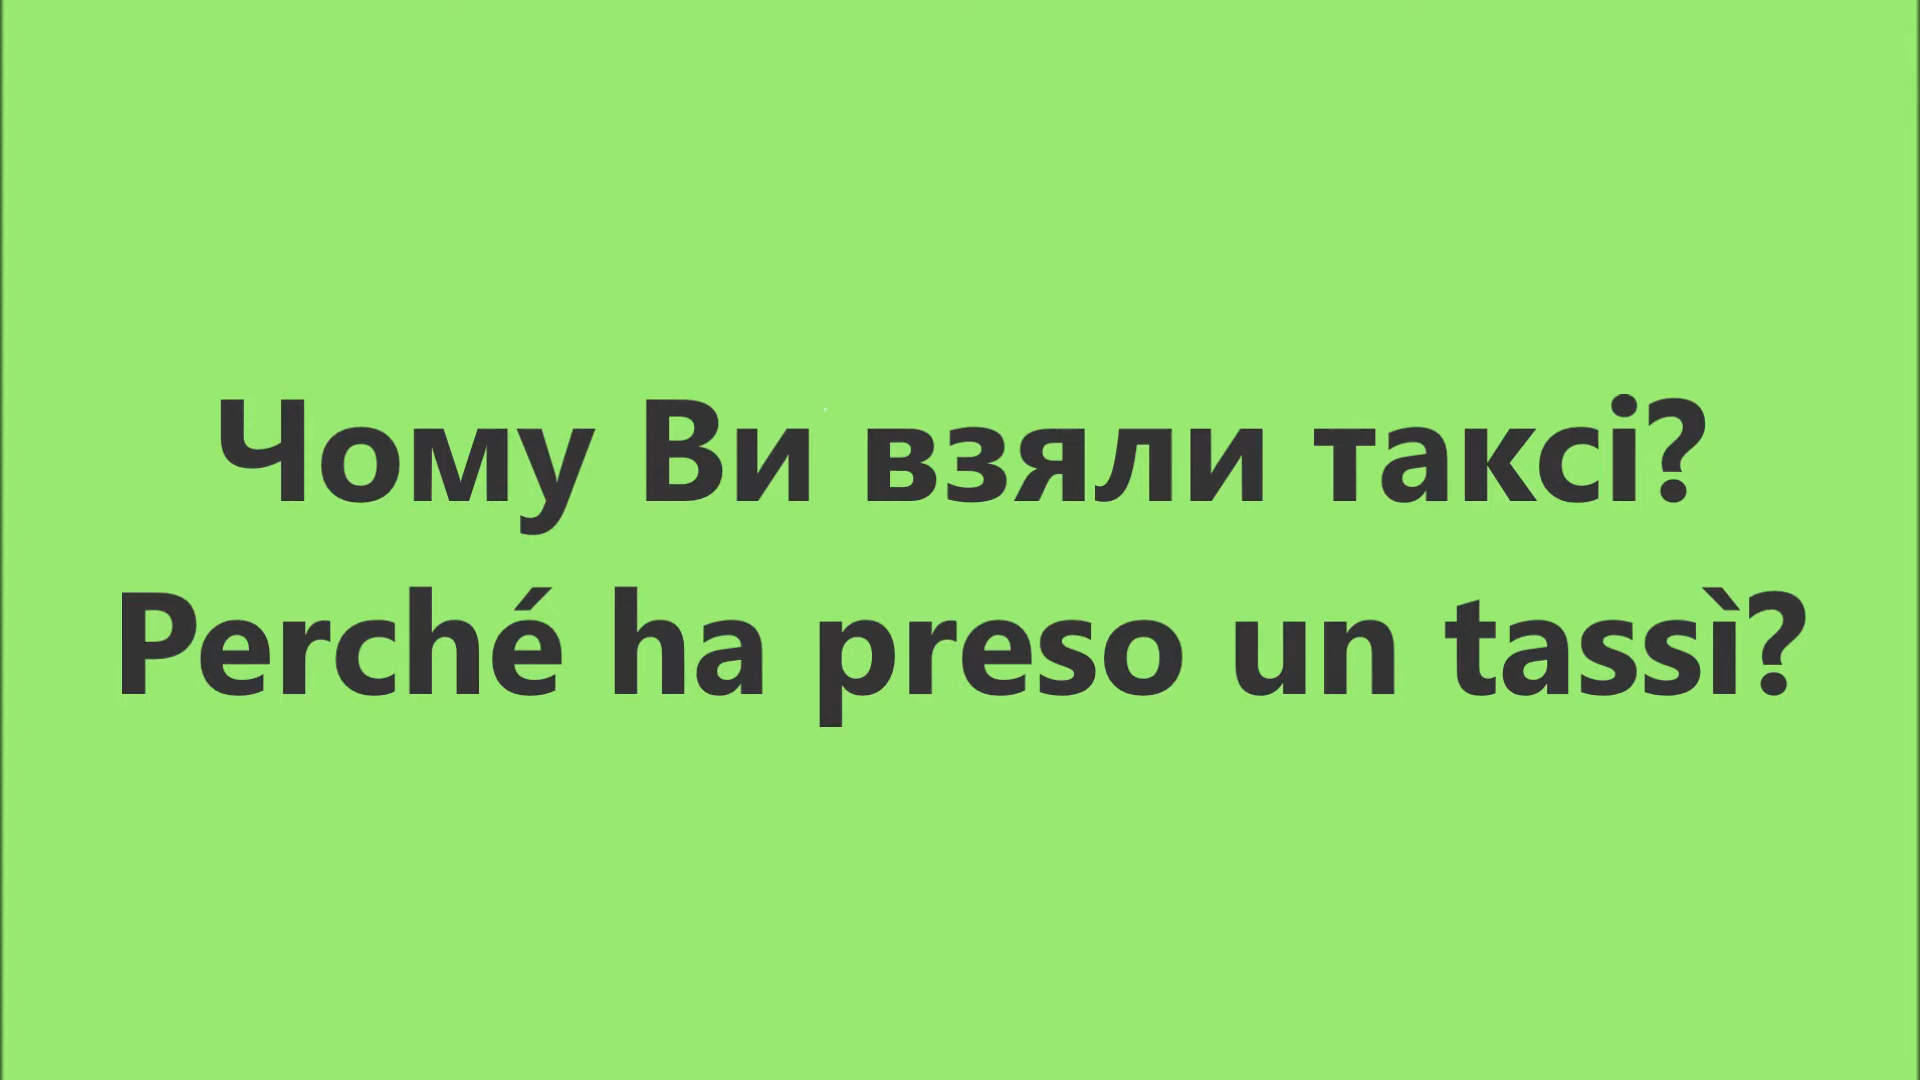 Чому Ви взяли таксі?
Perché ha preso un tassì?